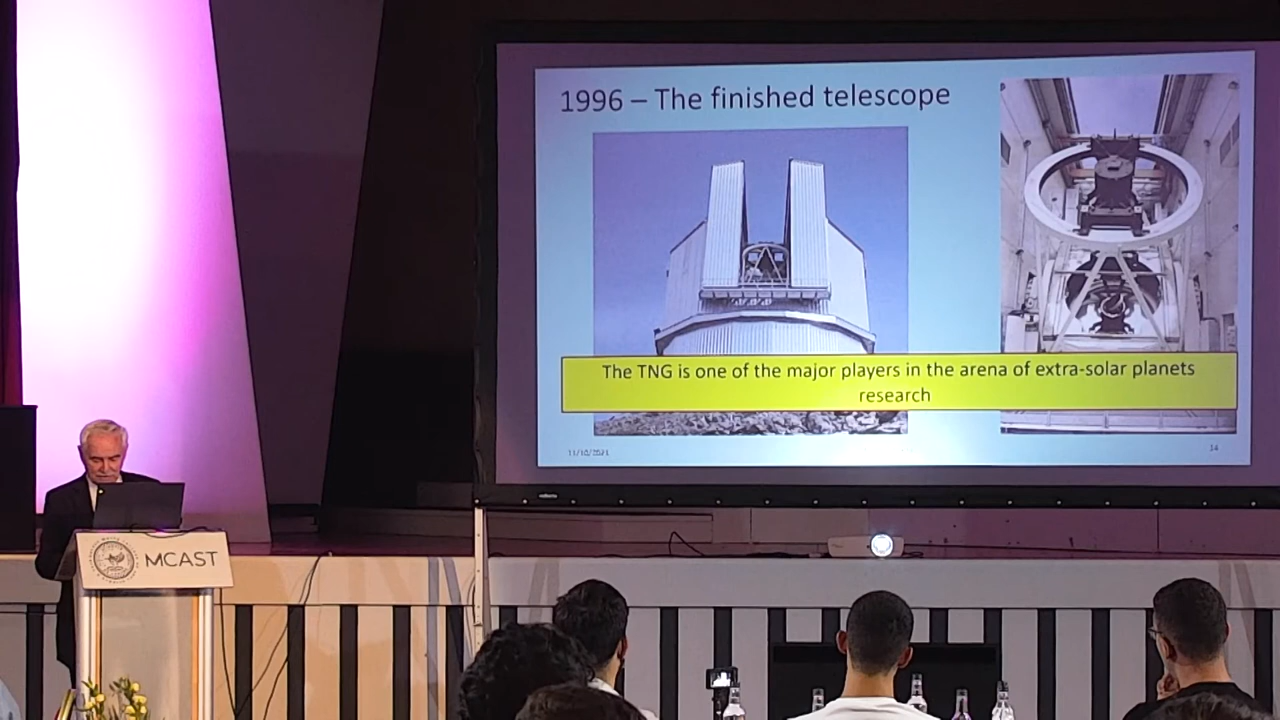 1996 – The finished telescope
The TNG is one of the major players in the arena of extra-solar planets
research
11/10/2021
14
MCAST